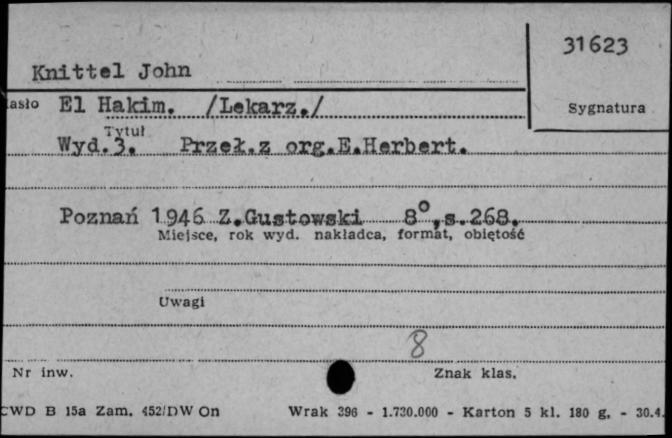 31623
Knittel John
asło El Hakim. /Lekarz./
Sygnatura
Tytuł
Wyd.3. Przeł.z org.E.Herbert.
Poznań 1946 Z.Gustowski 8°,s.268.
Miejsce, rok wyd. nakładca, format, objętość
Uwagi
8
Nr inw. Znak klas.
CWD B 15a Zam. 452/DW On Wrak 396 - 1.730.000 - Karton 5 kl. 180 g. - 30.4.